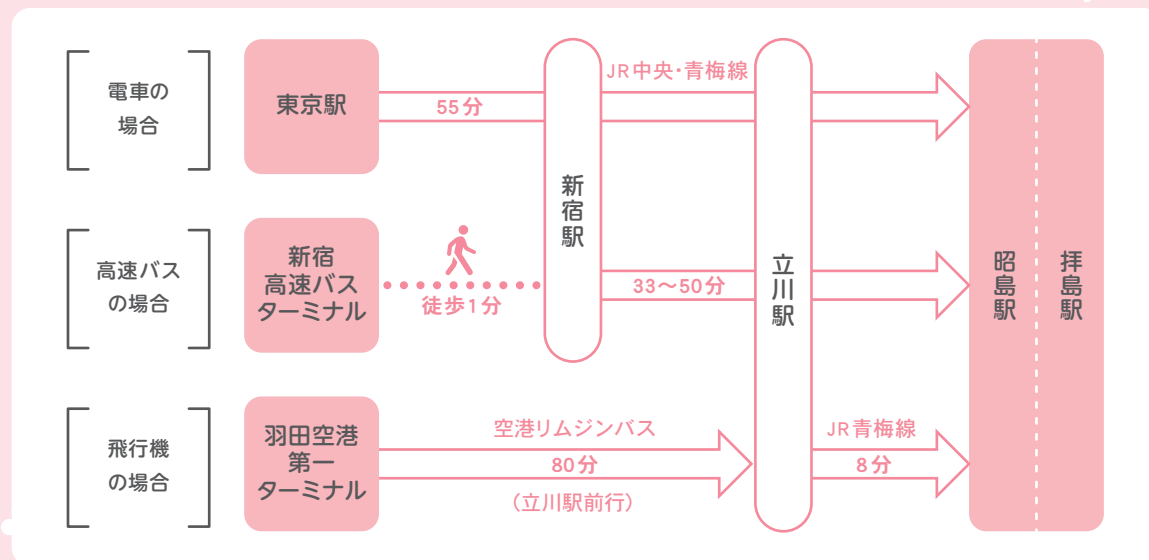 電車の
場合
東京駅
55分
JR中央・青梅線
高速バス
の場合
新宿
高速バス
ターミナル
徒歩1分
新宿駅
33〜50分
飛行機
の場合
羽田空港
第一
ターミナル
空港リムジンバス
80分
(立川駅前行)
立川駅
JR青梅線
8分
昭島駅
拝島駅